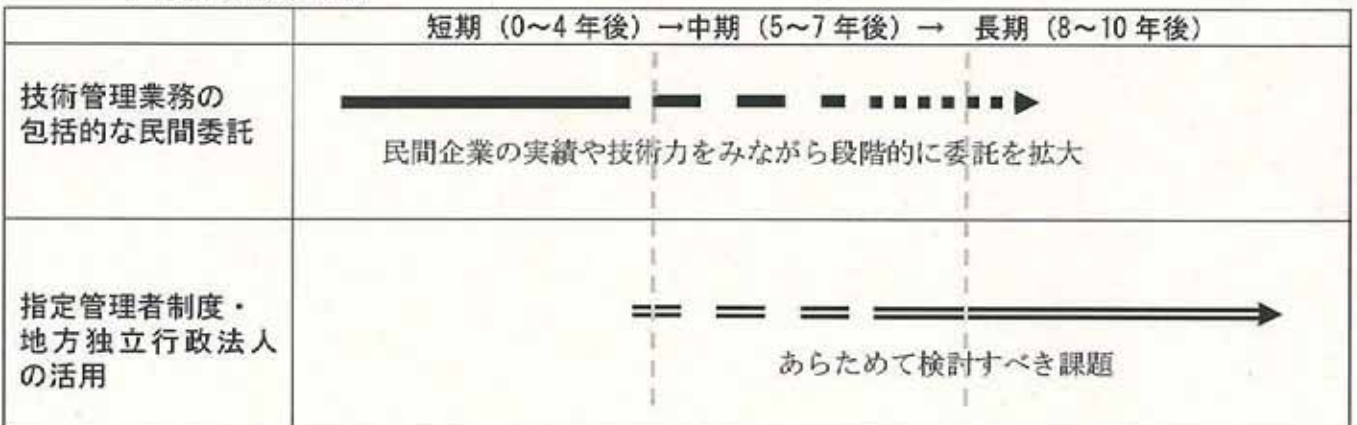 短期（0～4年後）→中期（5～7年後）→ 長期（8～10年後）
技術管理業務の
包括的な民間委託
民間企業の実績や技術力をみながら段階的に委託を拡大
指定管理者制度・
地方独立行政法人
の活用
あらためて検討すべき課題